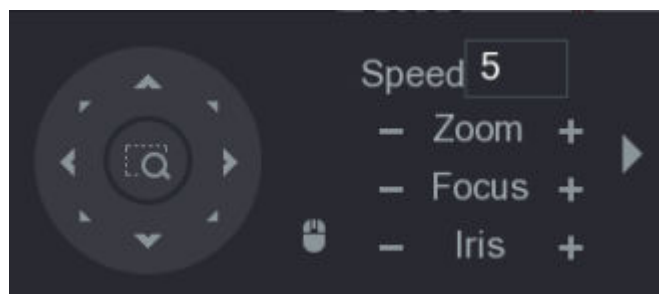 Speed 5
− Zoom +
− Focus +
− Iris +